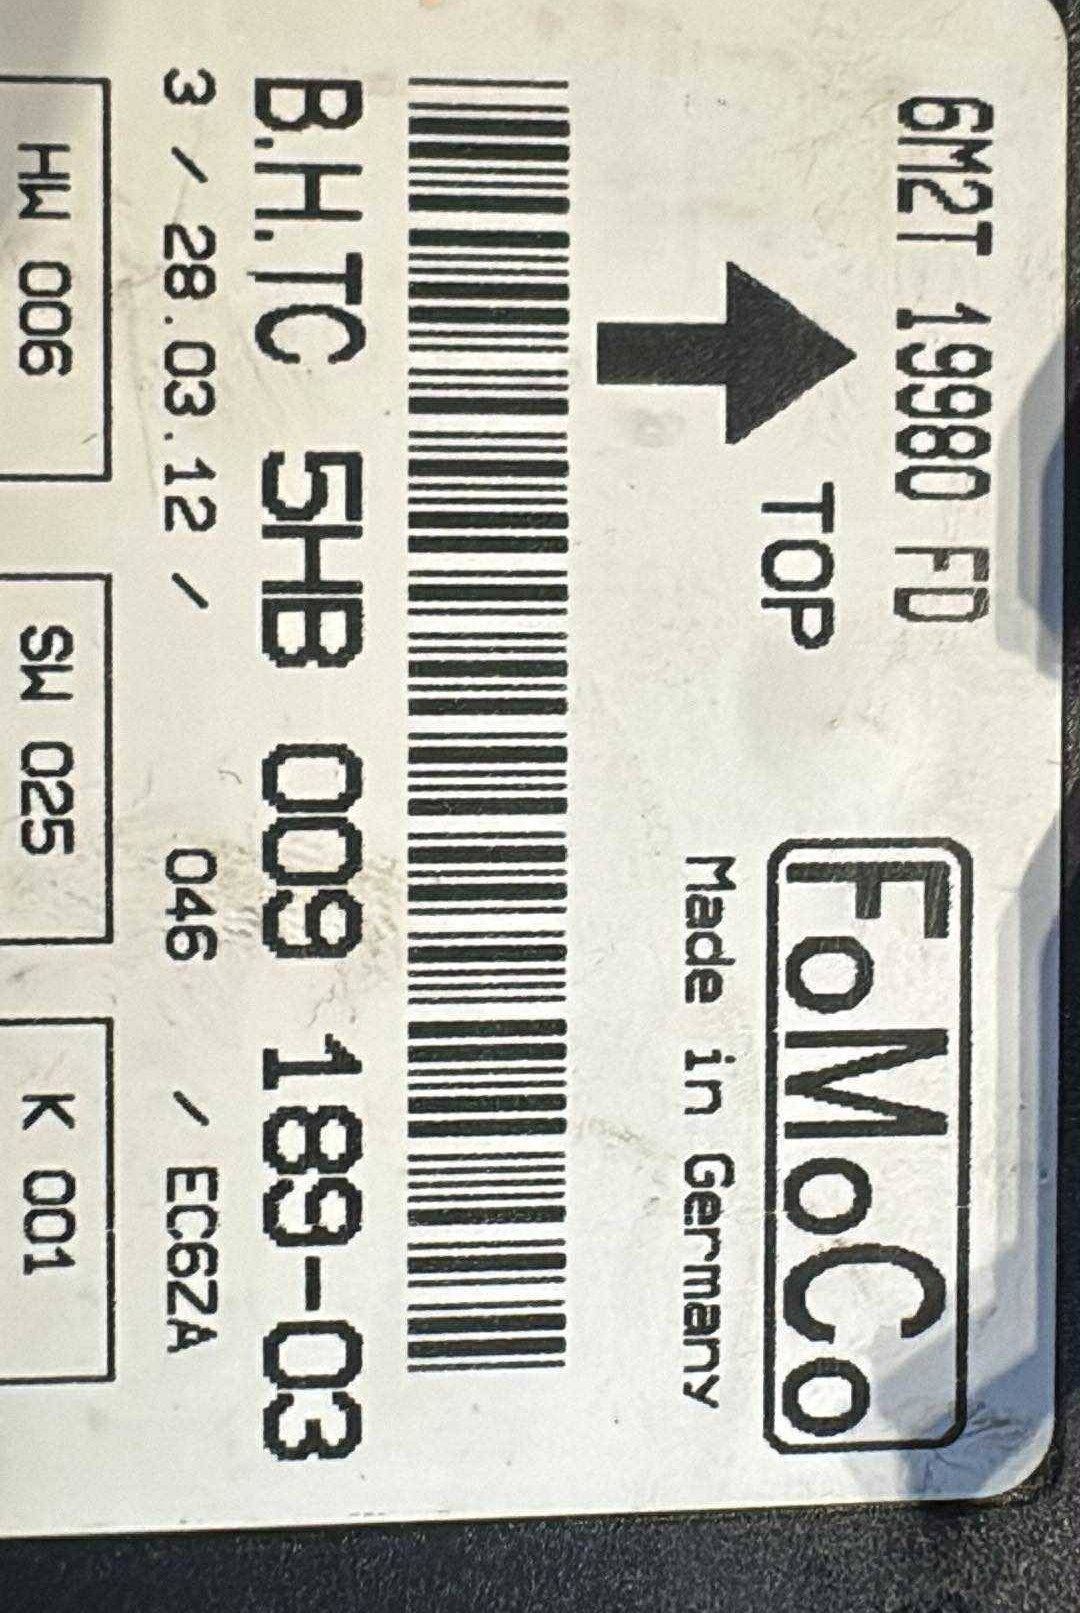 6M2T 19980 FD
FoMoCo
TOP
Made in Germany
B.H.TC 5HB 009 189-03
3 / 28.03.12 / 046 / EC6ZA
HW 006
SW 025
K 001